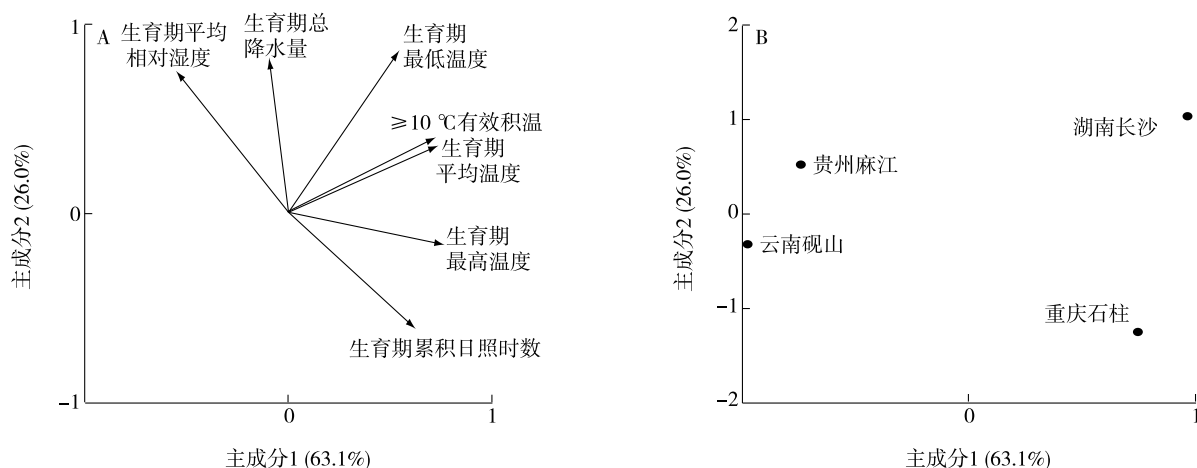 A
1
0
-1
0
1
主成分2 (26.0%)
主成分1 (63.1%)
生育期平均
相对湿度
生育期总
降水量
生育期
最低温度
≥10 ℃有效积温
生育期
平均温度
生育期
最高温度
生育期累积日照时数
B
2
1
0
-1
-2
0
1
主成分2 (26.0%)
主成分1 (63.1%)
湖南长沙
贵州麻江
云南砚山
重庆石柱